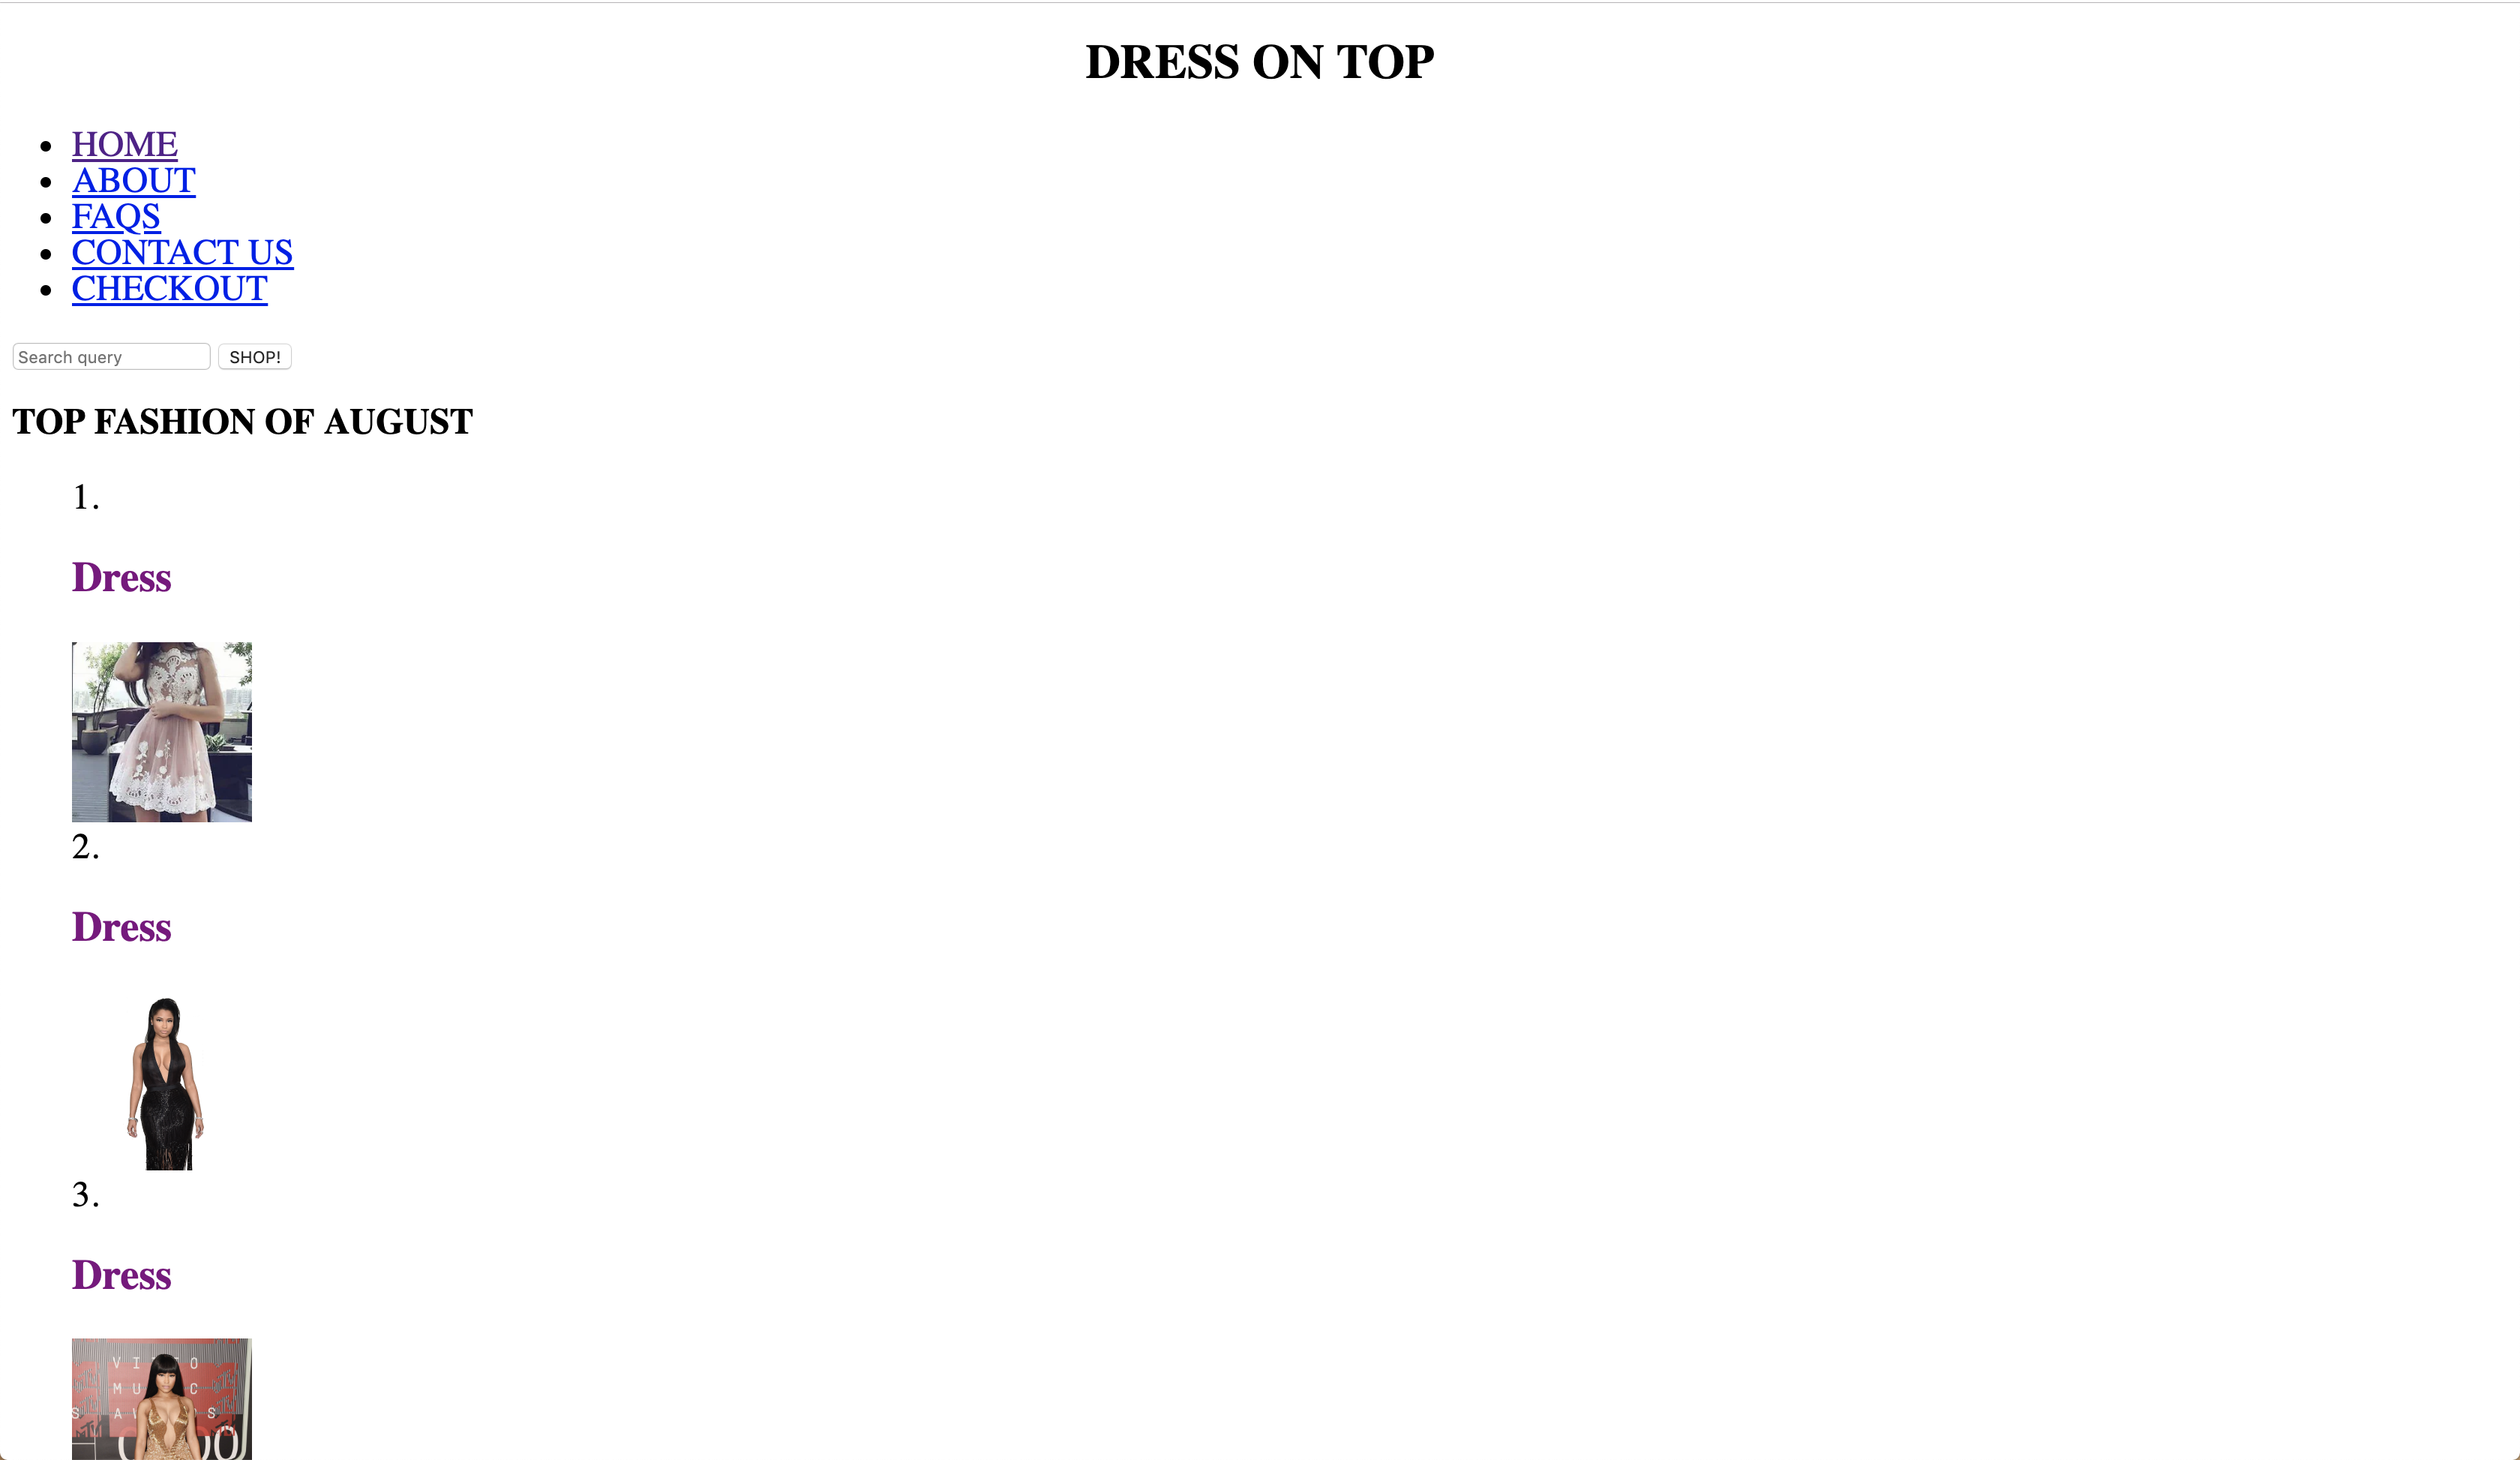 DRESS ON TOP
HOME
ABOUT
FAQS
CONTACT US
CHECKOUT
Search query SHOP!
TOP FASHION OF AUGUST
1.
Dress
2.
Dress
3.
Dress